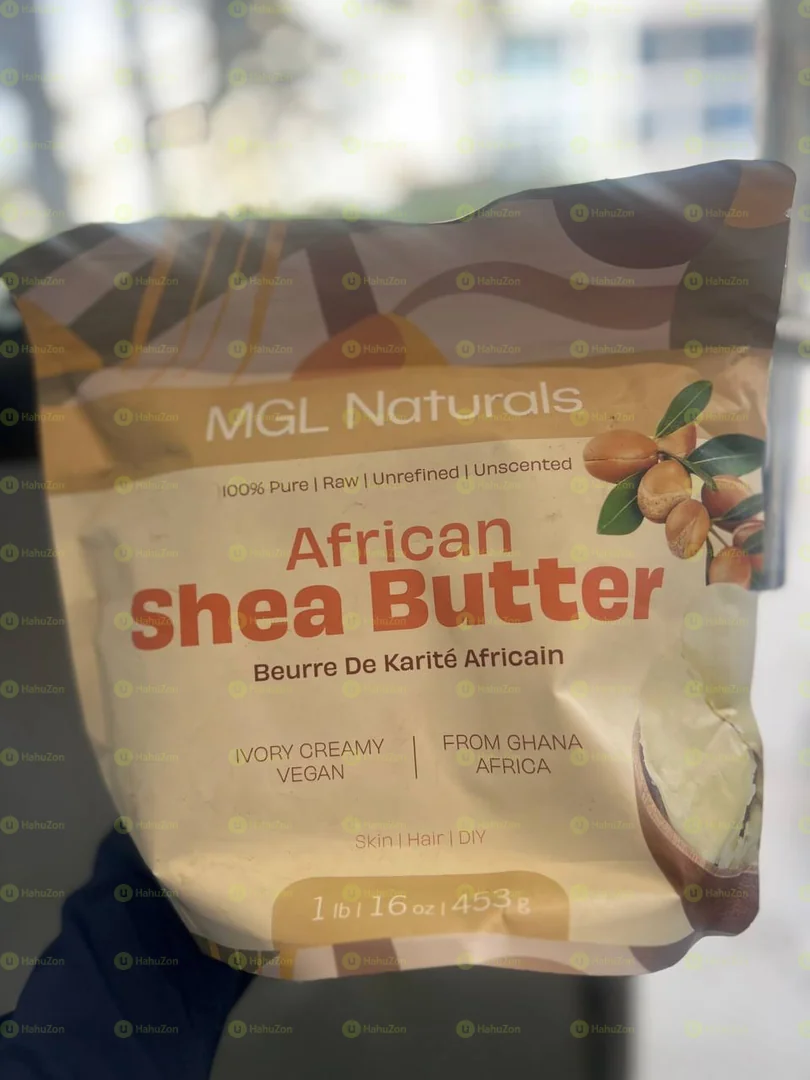 MGL Naturals
100% Pure | Raw | Unrefined | Unscented
African
Shea Butter
Beurre De Karité Africain
IVORY CREAMY
VEGAN
FROM GHANA
AFRICA
Skin | Hair | DIY
1 lb | 16 oz | 453 g
HahuZon